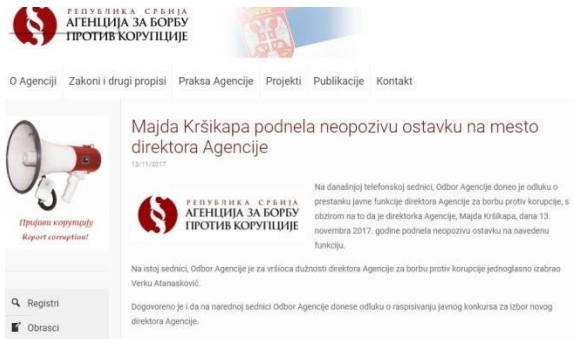 РЕПУБЛИКА СРБИЈА
АГЕНЦИЈА ЗА БОРБУ
ПРОТИВ КОРУПЦИЈЕ
O Agenciji Zakoni i drugi propisi Praksa Agencije Projekti Publikacije Kontakt
Пријави корупцију
Report corruption!
Registri
Obrasci
Majda Kršikapa podnela neopozivu ostavku na mesto
direktora Agencije
13/11/2017
РЕПУБЛИКА СРБИЈА
АГЕНЦИЈА ЗА БОРБУ
ПРОТИВ КОРУПЦИЈЕ
Na današnjoj telefonskoj sednici, Odbor Agencije doneo je odluku o
prestanku javne funkcije direktora Agencije za borbu protiv korupcije, s
obzirom na to da je direktorka Agencije, Majda Kršikapa, dana 13.
novembra 2017. godine podnela neopozivu ostavku na navedenu
funkciju.
Na istoj sednici, Odbor Agencije je za vršioca dužnosti direktora Agencije za borbu protiv korupcije jednoglasno izabrao
Verku Atanasković.
Dogovoreno je i da na narednoj sednici Odbor Agencije donese odluku o raspisivanju javnog konkursa za izbor novog
direktora Agencije.